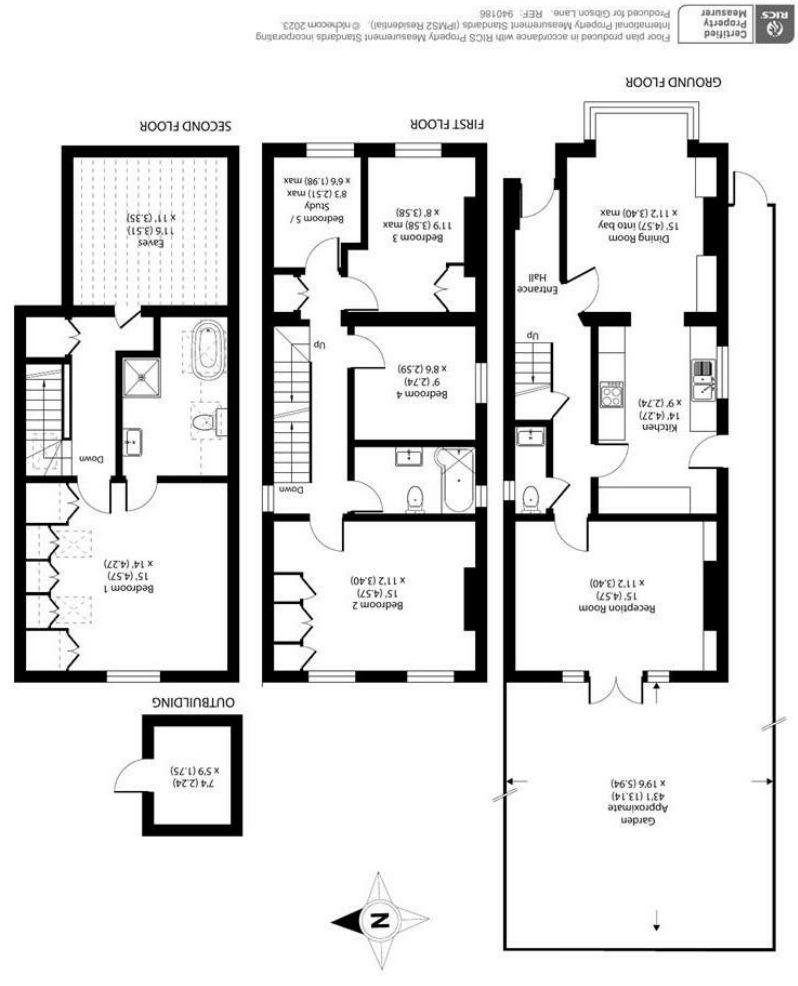 Garden
Approximate
43'1 (13.14)
x 19'6 (5.94)
N
7'4 (2.24)
x 5'9 (1.75)
OUTBUILDING
Reception Room
15' (4.57)
x 11'2 (3.40)
Kitchen
14' (4.27)
x 9' (2.74)
Up
Entrance
Hall
Dining Room
15' (4.57) into bay
x 11'2 (3.40) max
GROUND FLOOR
Bedroom 2
15' (4.57)
x 11'2 (3.40)
Down
Bedroom 4
9' (2.74)
x 8'6 (2.59)
Up
Bedroom 3
11'9 (3.58) max
x 8' (3.58)
Bedroom / 5
Study
8'3 (2.51) max
x 6'6 (1.98) max
FIRST FLOOR
Bedroom 1
15' (4.57)
x 14' (4.27)
Down
Eaves
11'6 (3.51)
x 11' (3.35)
SECOND FLOOR
RICS
Certified
Property
Measurer
Floor plan produced in accordance with RICS Property Measurement Standards incorporating
International Property Measurement Standards (IPMS2 Residential). © nichecom 2023.
Produced for Gibson Lane. REF: 940186